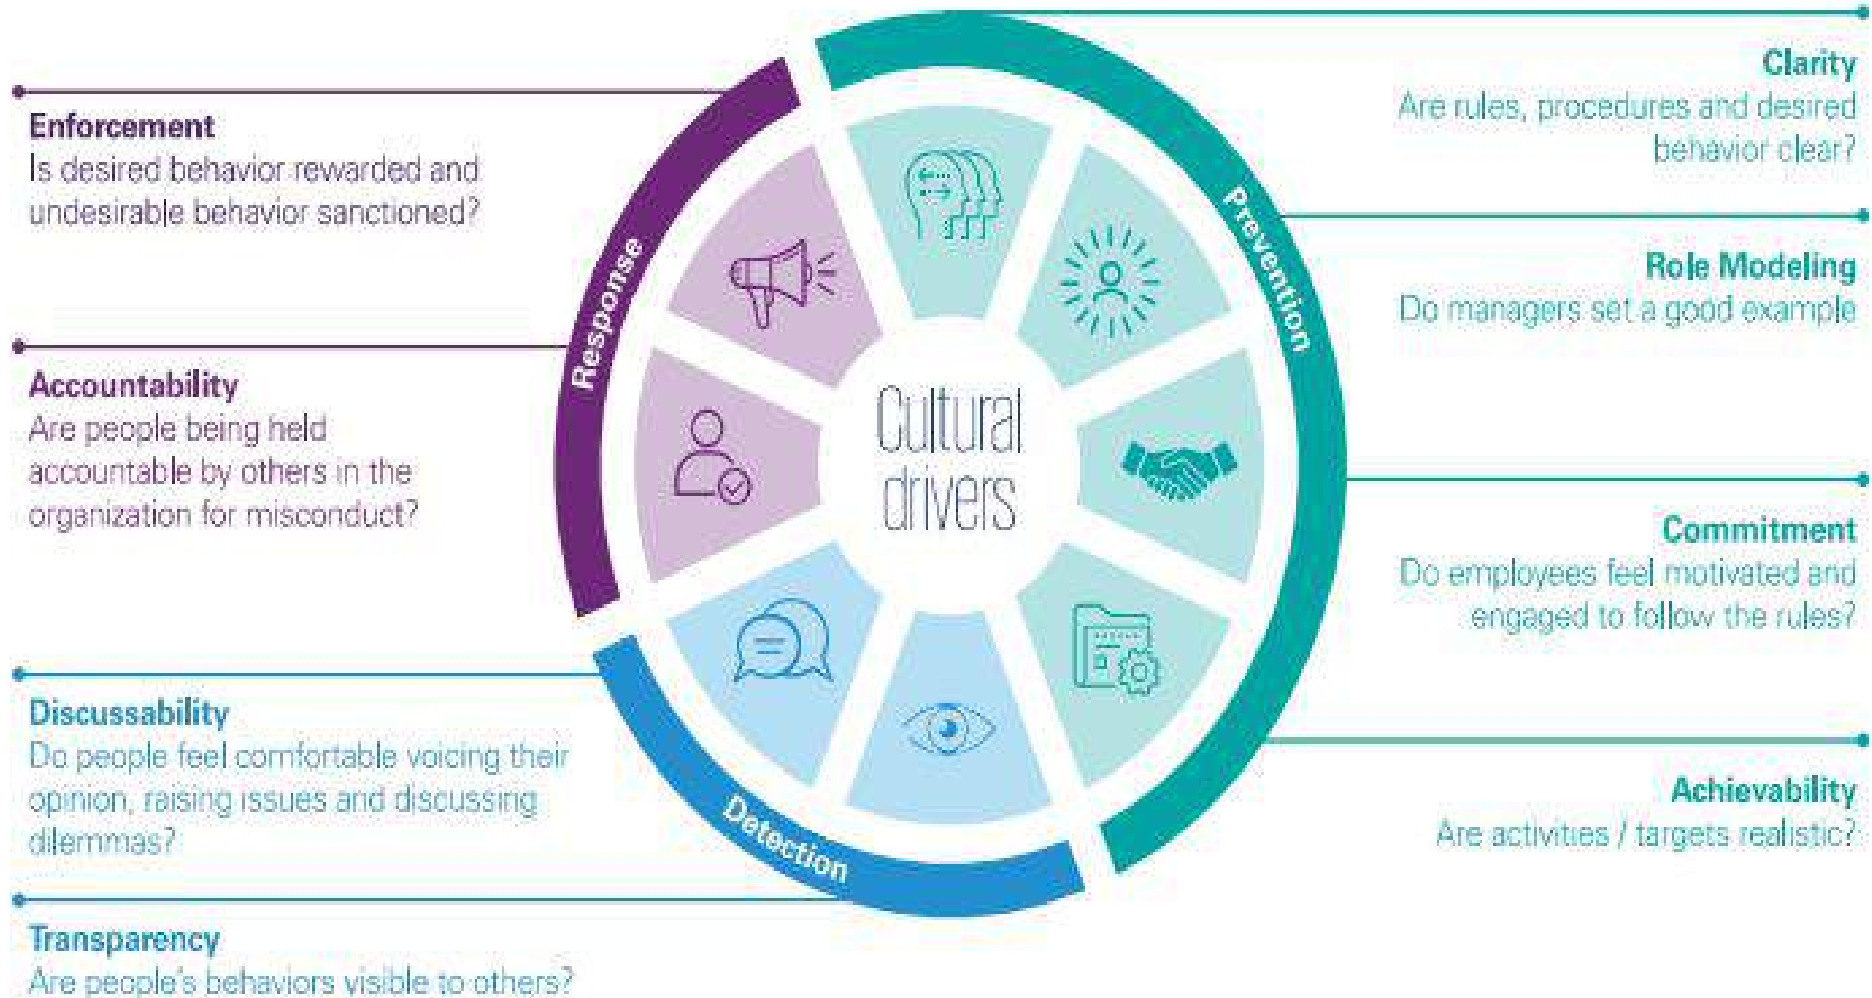 Enforcement
Is desired behavior rewarded and
undesirable behavior sanctioned?
Accountability
Are people being held
accountable by others in the
organization for misconduct?
Discussability
Do people feel comfortable voicing their
opinion, raising issues and discussing
dilemmas?
Transparency
Are people's behaviors visible to others?
Response
Detection
Prevention
Cultural
drivers
Clarity
Are rules, procedures and desired
behavior clear?
Role Modeling
Do managers set a good example
Commitment
Do employees feel motivated and
engaged to follow the rules?
Achievability
Are activities / targets realistic?